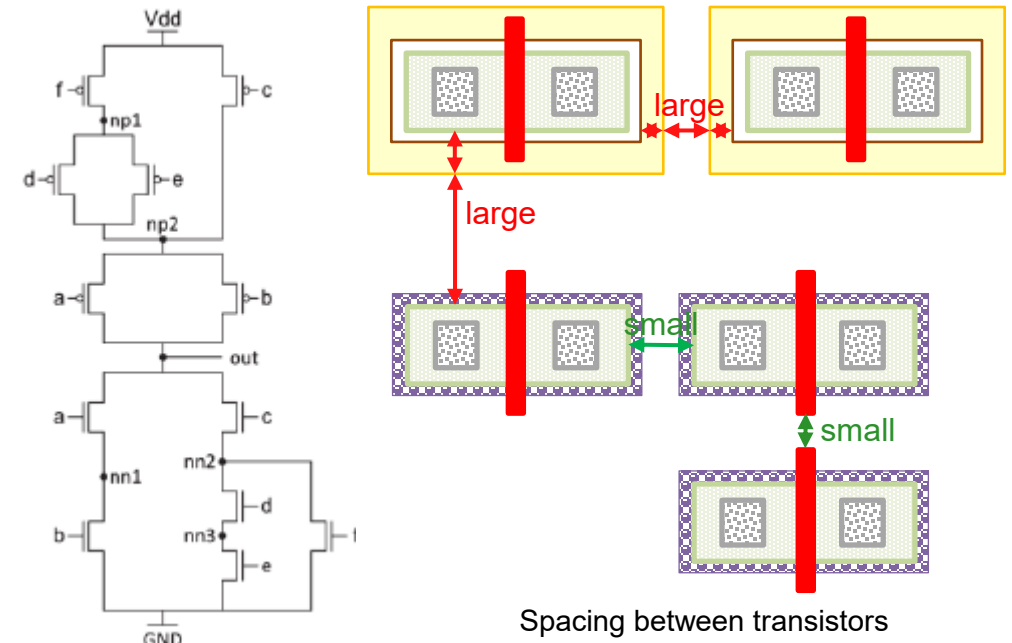 Vdd
f
c
np1
d
e
np2
a
b
out
a
c
nn2
nn1
d
b
nn3
e
GND
large
large
small
small
Spacing between transistors